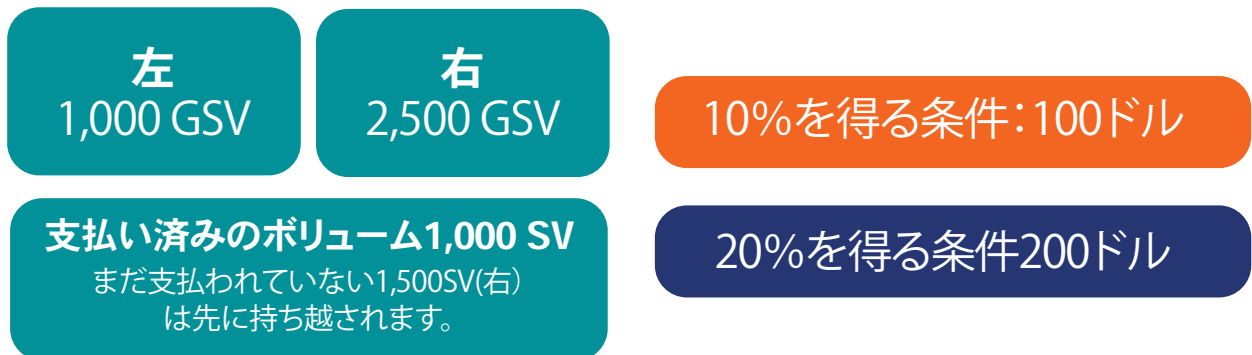 左
1,000 GSV
右
2,500 GSV
支払い済みのボリューム1,000 SV
まだ支払われていない1,500SV(右）
は先に持ち越されます。
10%を得る条件：100ドル
20%を得る条件200ドル